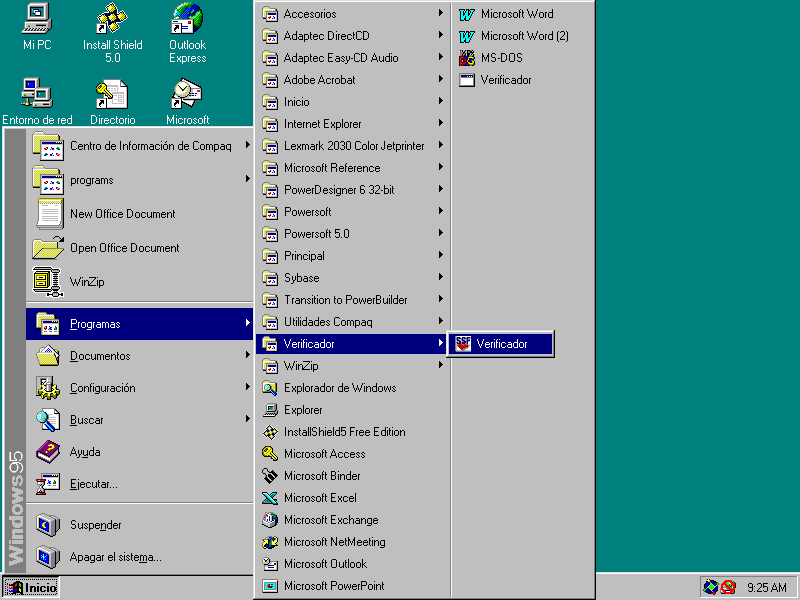 Mi PC
Install Shield
5.0
Outlook
Express
Entorno de red
Directorio
Microsoft
Centro de Información de Compaq
programs
New Office Document
Open Office Document
WinZip
Programas
Documentos
Configuración
Buscar
Ayuda
Ejecutar...
Suspender
Apagar el sistema...
Windows95
Inicio
Accesorios
Adaptec DirectCD
Adaptec Easy-CD Audio
Adobe Acrobat
Inicio
Internet Explorer
Lexmark 2030 Color Jetprinter
Microsoft Reference
PowerDesigner 6 32-bit
Powersoft
Powersoft 5.0
Principal
Sybase
Transition to PowerBuilder
Utilidades Compaq
Verificador
WinZip
Explorador de Windows
Explorer
InstallShield5 Free Edition
Microsoft Access
Microsoft Binder
Microsoft Excel
Microsoft Exchange
Microsoft NetMeeting
Microsoft Outlook
Microsoft PowerPoint
Microsoft Word
Microsoft Word (2)
MS-DOS
Verificador
SSF
Verificador
9:25 AM